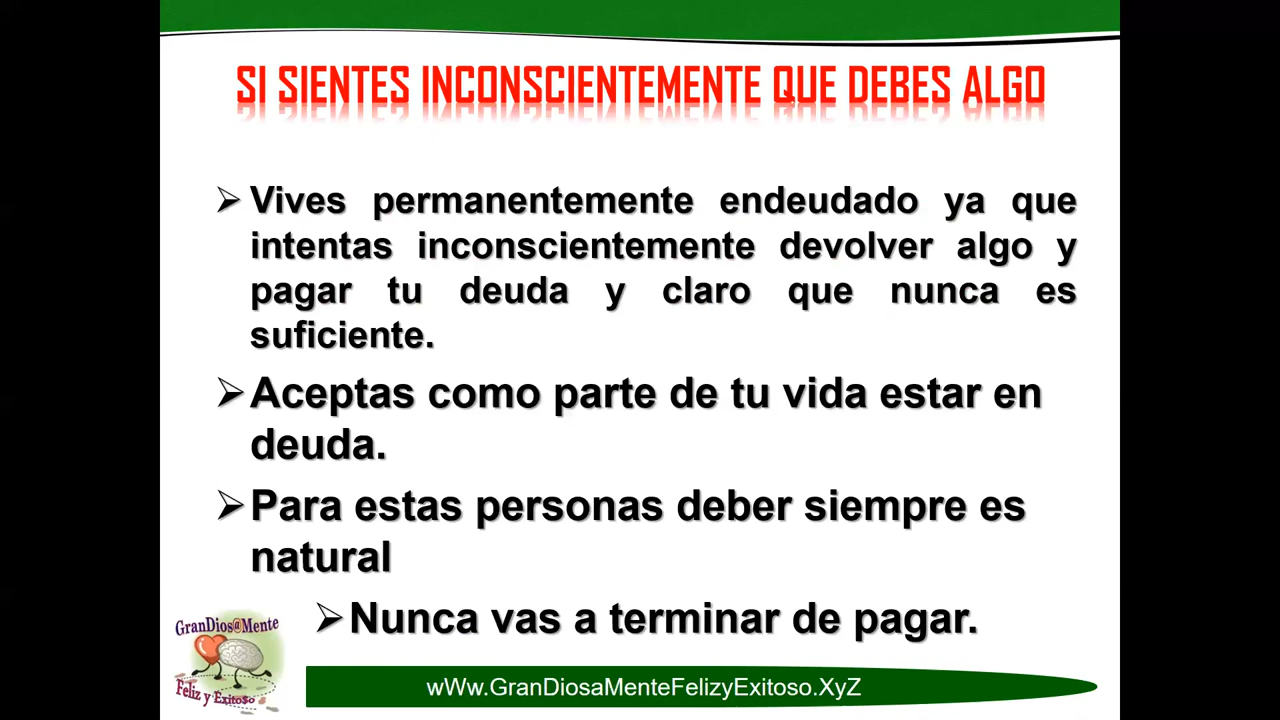 SI SIENTES INCONSCIENTEMENTE QUE DEBES ALGO
Vives permanentemente endeudado ya que
intentas inconscientemente devolver algo y
pagar tu deuda y claro que nunca es
suficiente.
Aceptas como parte de tu vida estar en
deuda.
Para estas personas deber siempre es
natural
Nunca vas a terminar de pagar.
GranDios@Mente
Feliz y Exitoso
wWw.GranDiosaMenteFelizyExitoso.XyZ